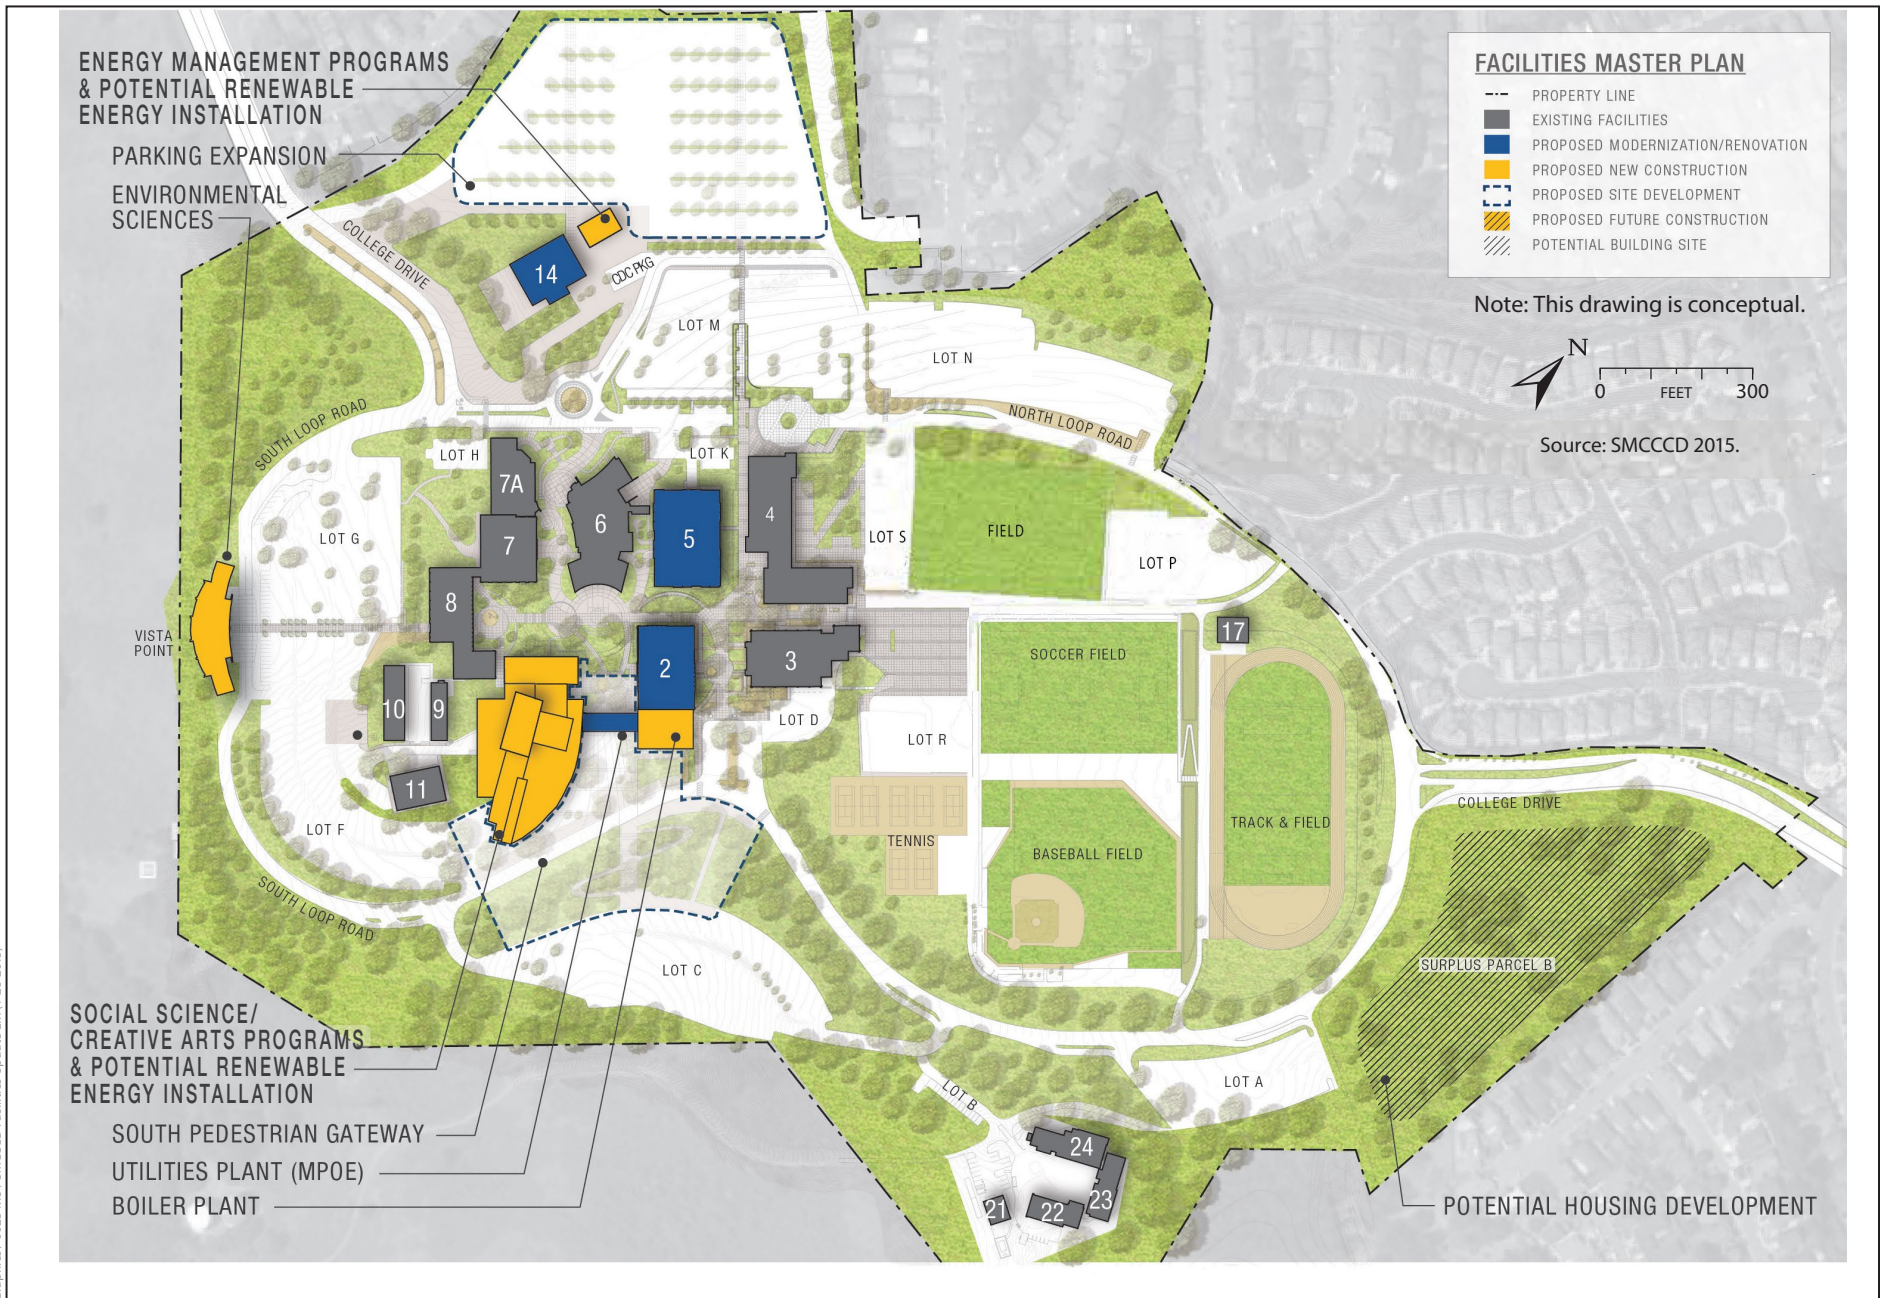 ENERGY MANAGEMENT PROGRAMS
& POTENTIAL RENEWABLE
ENERGY INSTALLATION
PARKING EXPANSION
ENVIRONMENTAL
SCIENCES
FACILITIES MASTER PLAN
PROPERTY LINE
EXISTING FACILITIES
PROPOSED MODERNIZATION/RENOVATION
PROPOSED NEW CONSTRUCTION
PROPOSED SITE DEVELOPMENT
PROPOSED FUTURE CONSTRUCTION
POTENTIAL BUILDING SITE
Note: This drawing is conceptual.
N
0 FEET 300
Source: SMCCCD 2015.
COLLEGE DRIVE
14
CDC PKG
LOT M
LOT N
NORTH LOOP ROAD
SOUTH LOOP ROAD
LOT H
LOT K
7A
7
6
5
4
LOT G
LOT S
FIELD
LOT P
8
VISTA
POINT
2
3
17
SOCCER FIELD
10
9
LOT D
LOT R
11
LOT F
TENNIS
BASEBALL FIELD
TRACK & FIELD
COLLEGE DRIVE
SOUTH LOOP ROAD
LOT C
SURPLUS PARCEL B
LOT B
LOT A
24
23
22
21
SOCIAL SCIENCE/
CREATIVE ARTS PROGRAMS
& POTENTIAL RENEWABLE
ENERGY INSTALLATION
SOUTH PEDESTRIAN GATEWAY
UTILITIES PLANT (MPOE)
BOILER PLANT
POTENTIAL HOUSING DEVELOPMENT